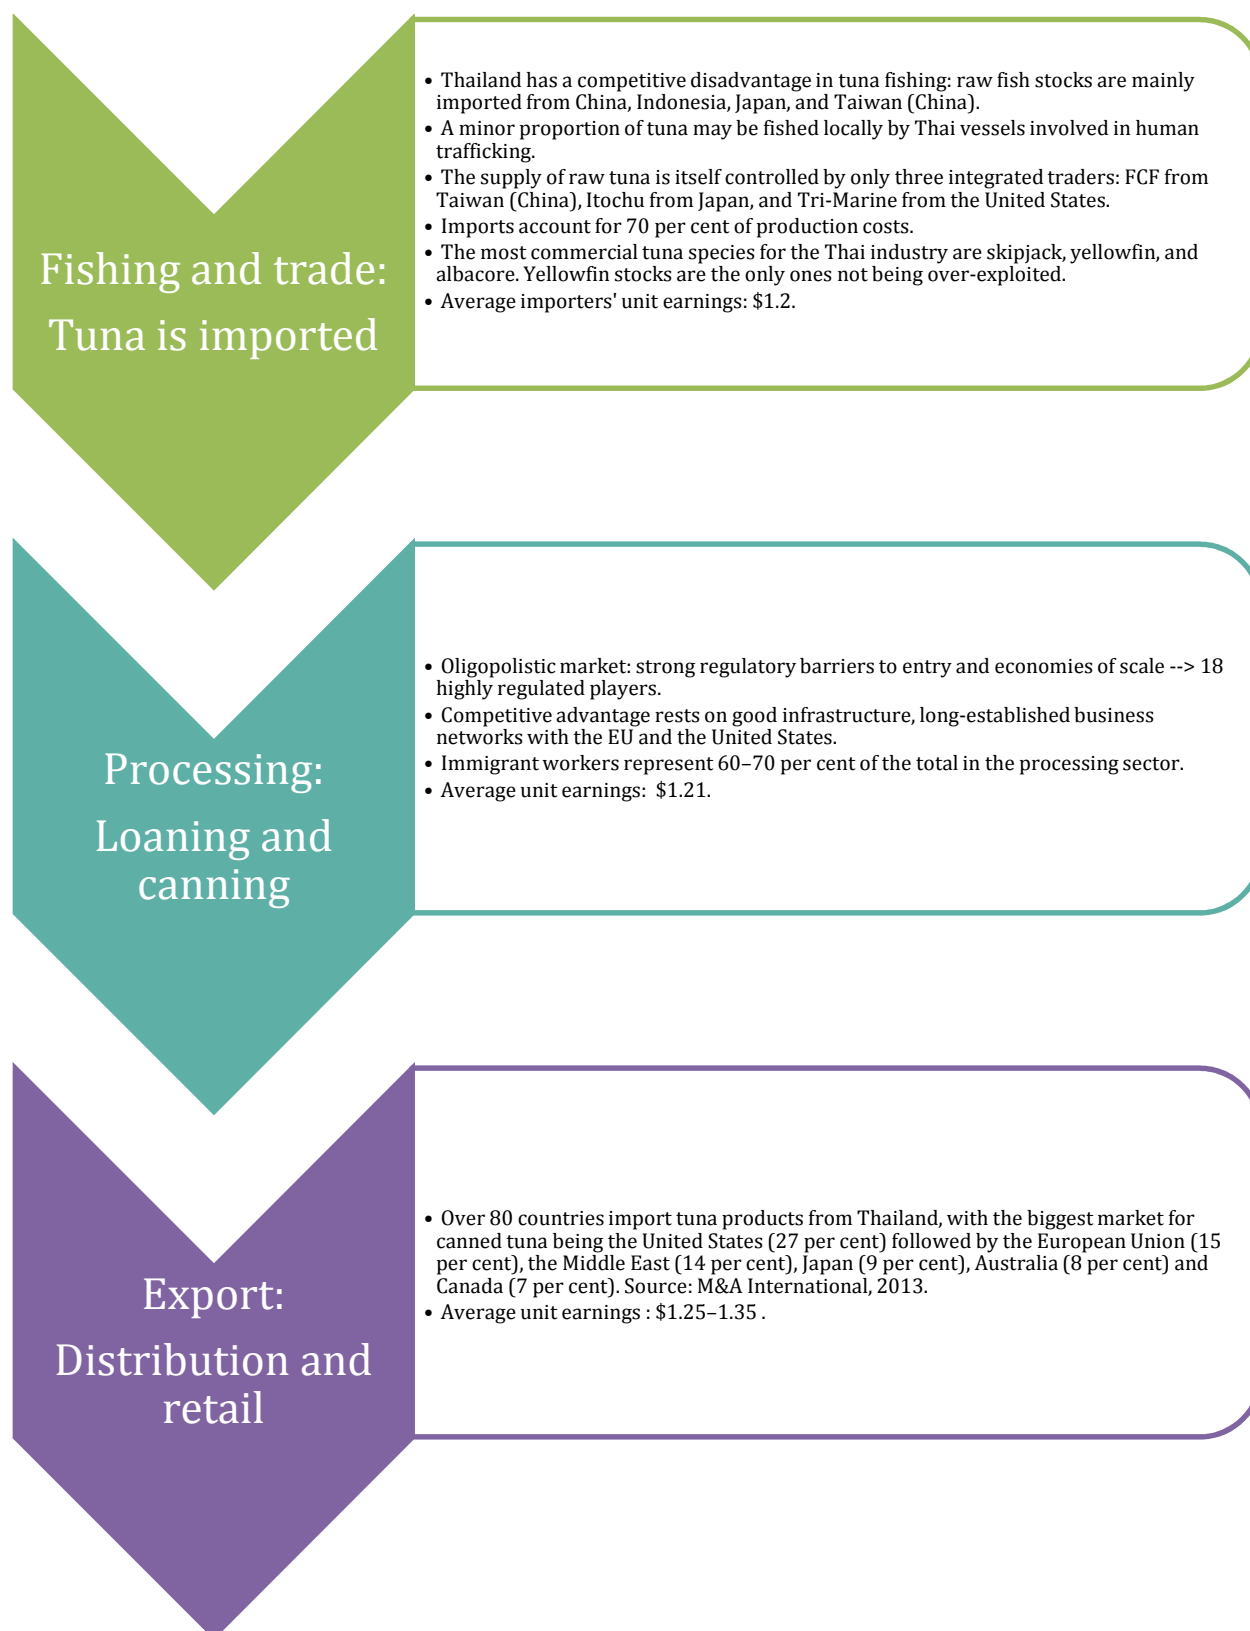 Fishing and trade:
Tuna is imported
• Thailand has a competitive disadvantage in tuna fishing: raw fish stocks are mainly
imported from China, Indonesia, Japan, and Taiwan (China).
• A minor proportion of tuna may be fished locally by Thai vessels involved in human
trafficking.
• The supply of raw tuna is itself controlled by only three integrated traders: FCF from
Taiwan (China), Itochu from Japan, and Tri-Marine from the United States.
• Imports account for 70 per cent of production costs.
• The most commercial tuna species for the Thai industry are skipjack, yellowfin, and
albacore. Yellowfin stocks are the only ones not being over-exploited.
• Average importers' unit earnings: $1.2.
Processing:
Loaning and
canning
• Oligopolistic market: strong regulatory barriers to entry and economies of scale --> 18
highly regulated players.
• Competitive advantage rests on good infrastructure, long-established business
networks with the EU and the United States.
• Immigrant workers represent 60–70 per cent of the total in the processing sector.
• Average unit earnings:  $1.21.
Export:
Distribution and
retail
• Over 80 countries import tuna products from Thailand, with the biggest market for
canned tuna being the United States (27 per cent) followed by the European Union (15
per cent), the Middle East (14 per cent), Japan (9 per cent), Australia (8 per cent) and
Canada (7 per cent). Source: M&A International, 2013.
• Average unit earnings : $1.25–1.35 .